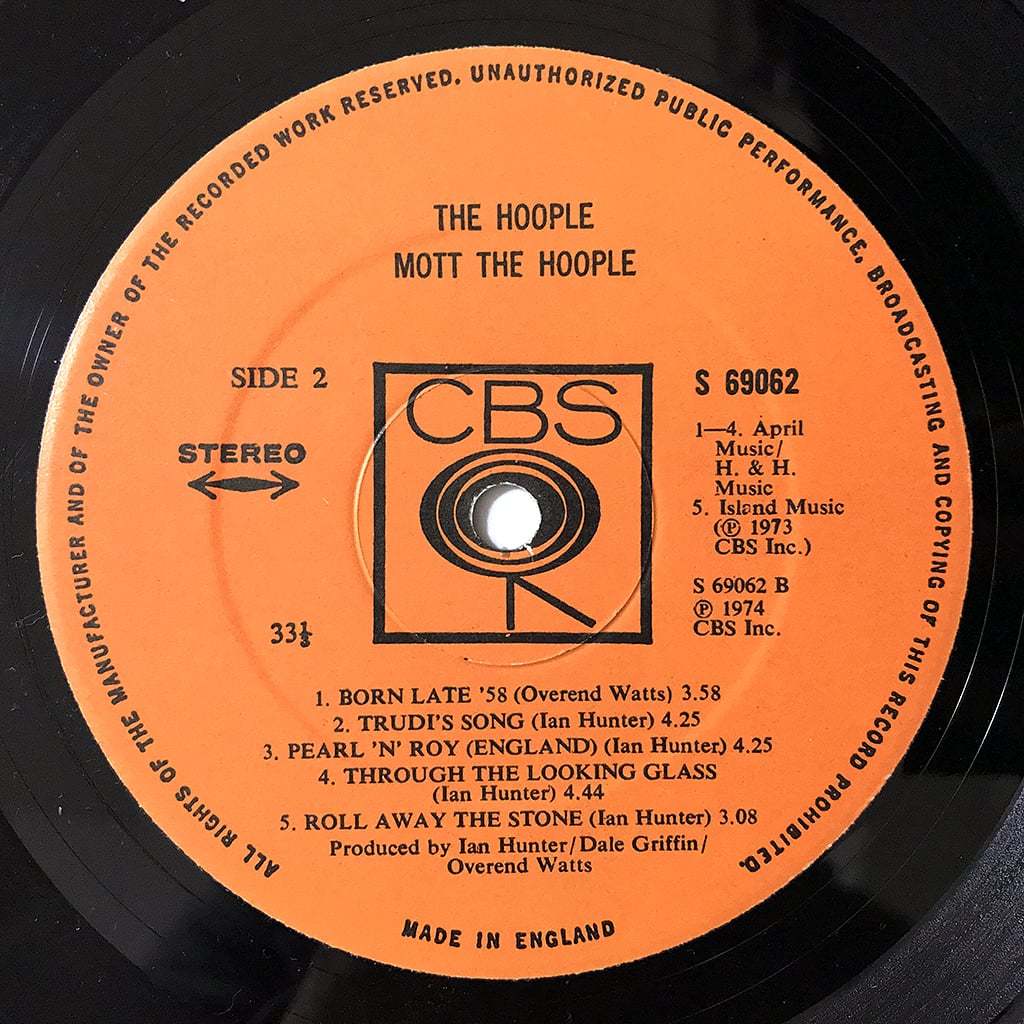 ALL RIGHTS OF THE MANUFACTURER AND OF THE OWNER OF THE RECORDED WORK RESERVED. UNAUTHORIZED PUBLIC PERFORMANCE, BROADCASTING AND COPYING OF THIS RECORD PROHIBITED.
THE HOOPLE
MOTT THE HOOPLE
SIDE 2
STEREO
33⅓
CBS
S 69062
1—4. April
Music/
H. & H.
Music
5. Island Music
(℗ 1973
CBS Inc.)
S 69062 B
℗ 1974
CBS Inc.
1. BORN LATE '58 (Overend Watts) 3.58
2. TRUDI'S SONG (Ian Hunter) 4.25
3. PEARL 'N' ROY (ENGLAND) (Ian Hunter) 4.25
4. THROUGH THE LOOKING GLASS
(Ian Hunter) 4.44
5. ROLL AWAY THE STONE (Ian Hunter) 3.08
Produced by Ian Hunter/Dale Griffin/
Overend Watts
MADE IN ENGLAND